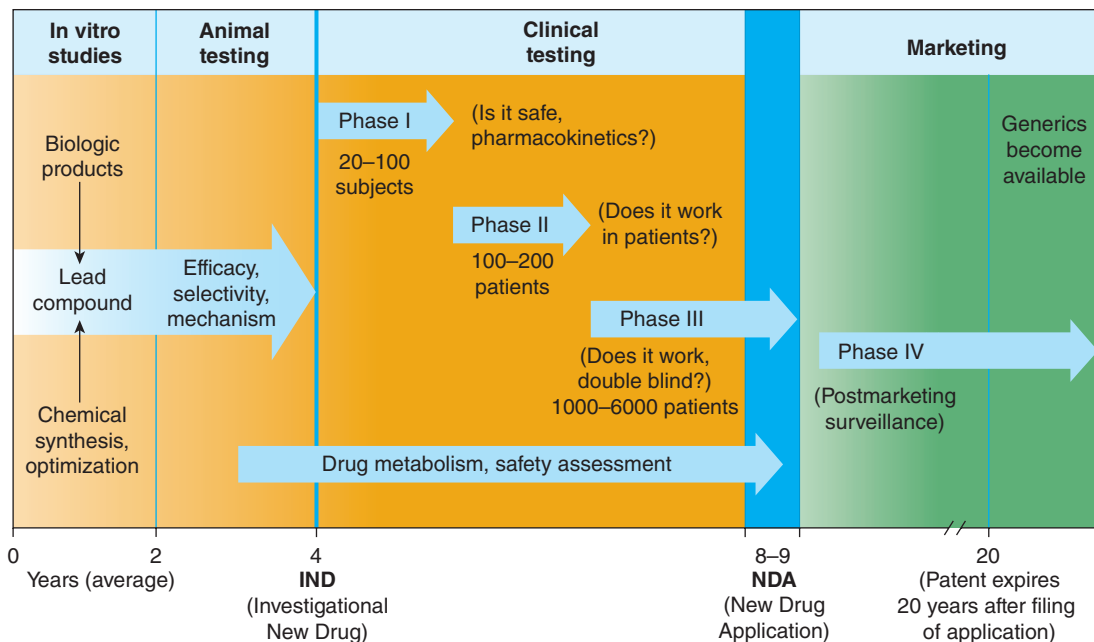 In vitro
studies
Animal
testing
Clinical
testing
Marketing
Biologic
products
Lead
compound
Chemical
synthesis,
optimization
Efficacy,
selectivity,
mechanism
Phase I
20–100
subjects
(Is it safe,
pharmacokinetics?)
Phase II
100–200
patients
(Does it work
in patients?)
Phase III
(Does it work,
double blind?)
1000–6000 patients
Drug metabolism, safety assessment
Generics
become
available
Phase IV
(Postmarketing
surveillance)
0
Years (average)
2
4
IND
(Investigational
New Drug)
8–9
NDA
(New Drug
Application)
20
(Patent expires
20 years after filing
of application)